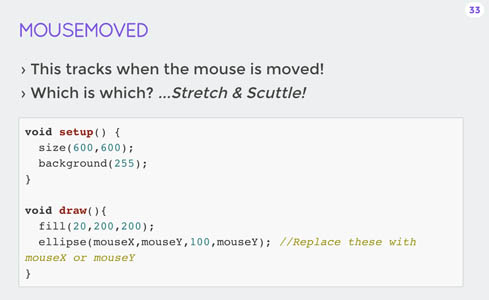 33
MOUSEMOVED
› This tracks when the mouse is moved!
› Which is which? ...Stretch & Scuttle!
void setup() {
  size(600,600);
  background(255);
}

void draw(){
  fill(20,200,200);
  ellipse(mouseX,mouseY,100,mouseY); //Replace these with
mouseX or mouseY
}